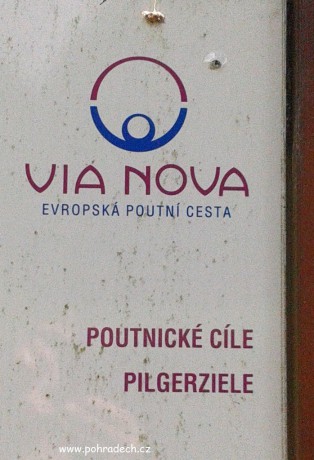 VIA NOVA
EVROPSKÁ POUTNÍ CESTA
POUTNICKÉ CÍLE
PILGERZIELE
www.pohradech.cz